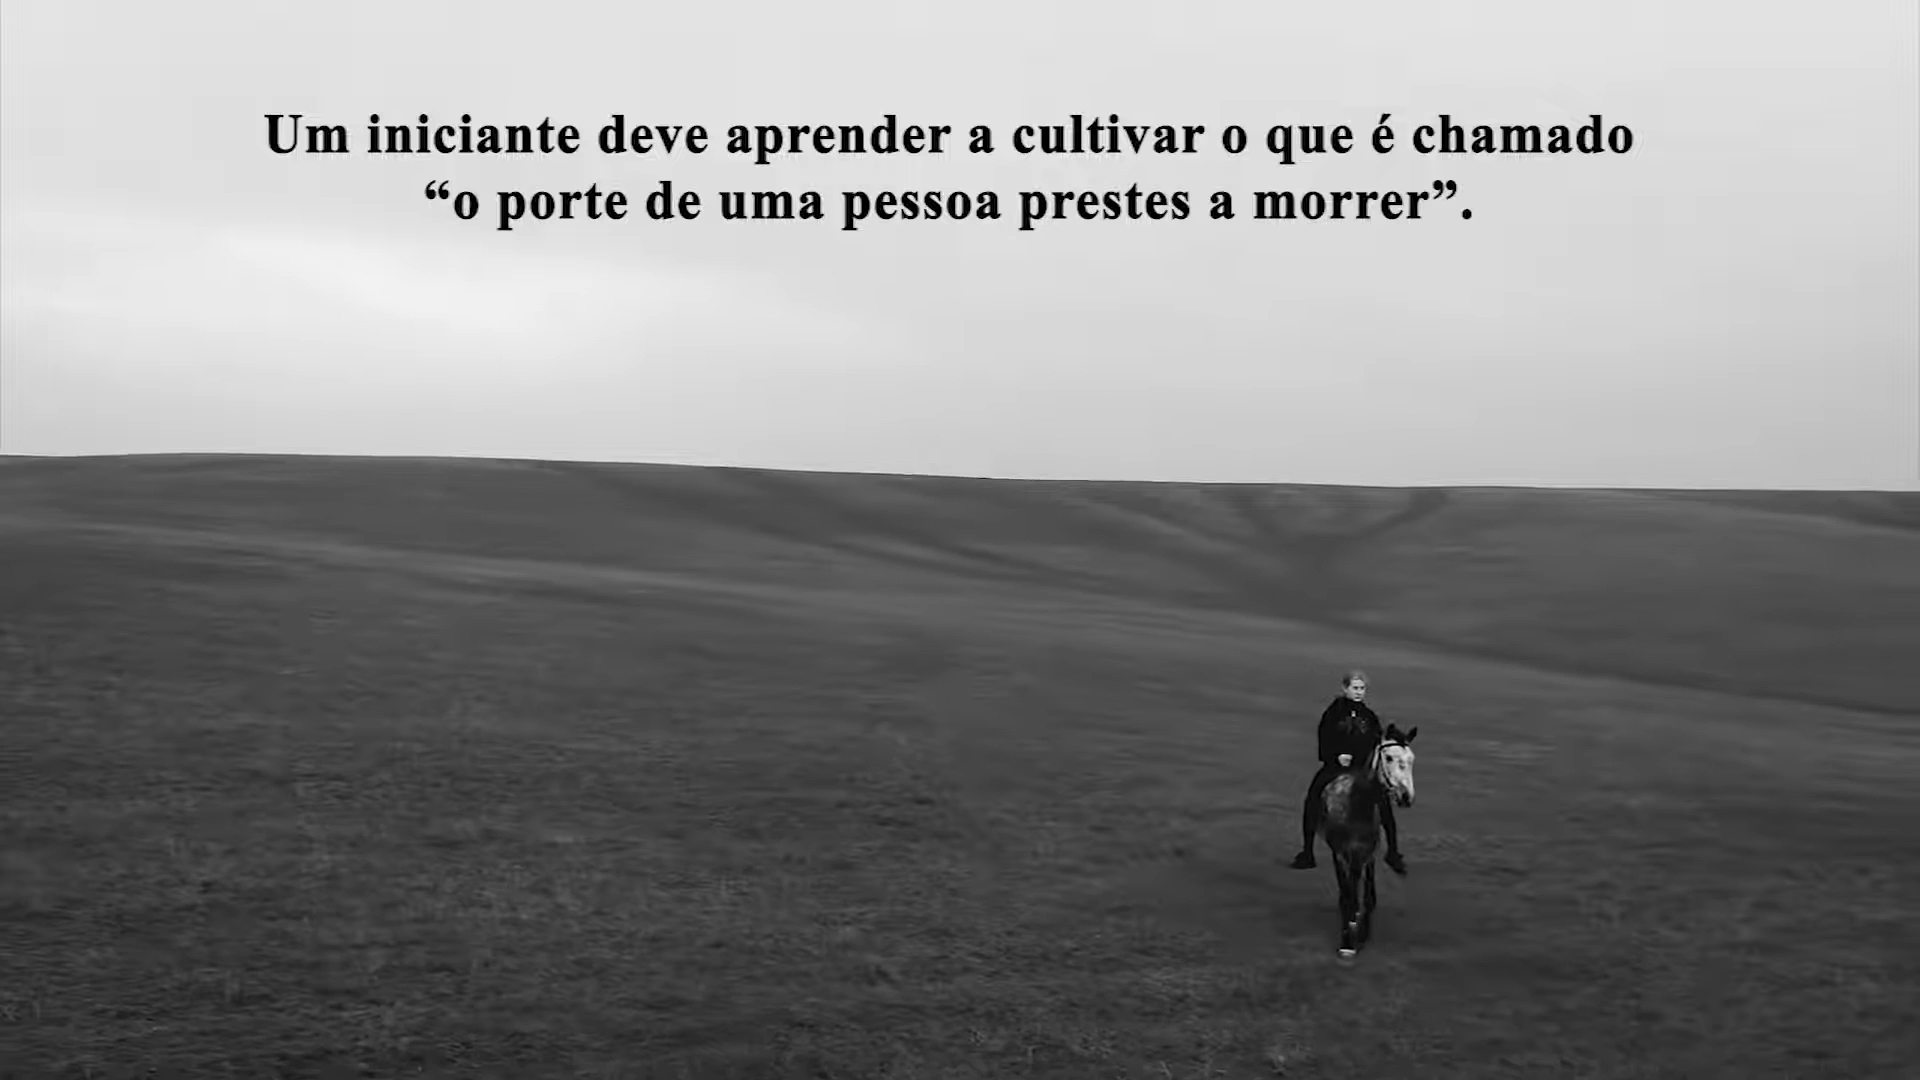 Um iniciante deve aprender a cultivar o que é chamado
“o porte de uma pessoa prestes a morrer”.